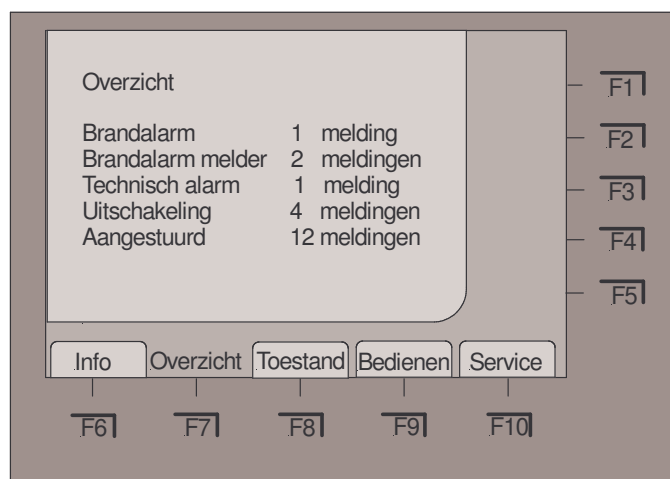 Overzicht
Brandalarm 1 melding
Brandalarm melder 2 meldingen
Technisch alarm 1 melding
Uitschakeling 4 meldingen
Aangestuurd 12 meldingen
F1
F2
F3
F4
F5
Info Overzicht Toestand Bedienen Service
F6 F7 F8 F9 F10